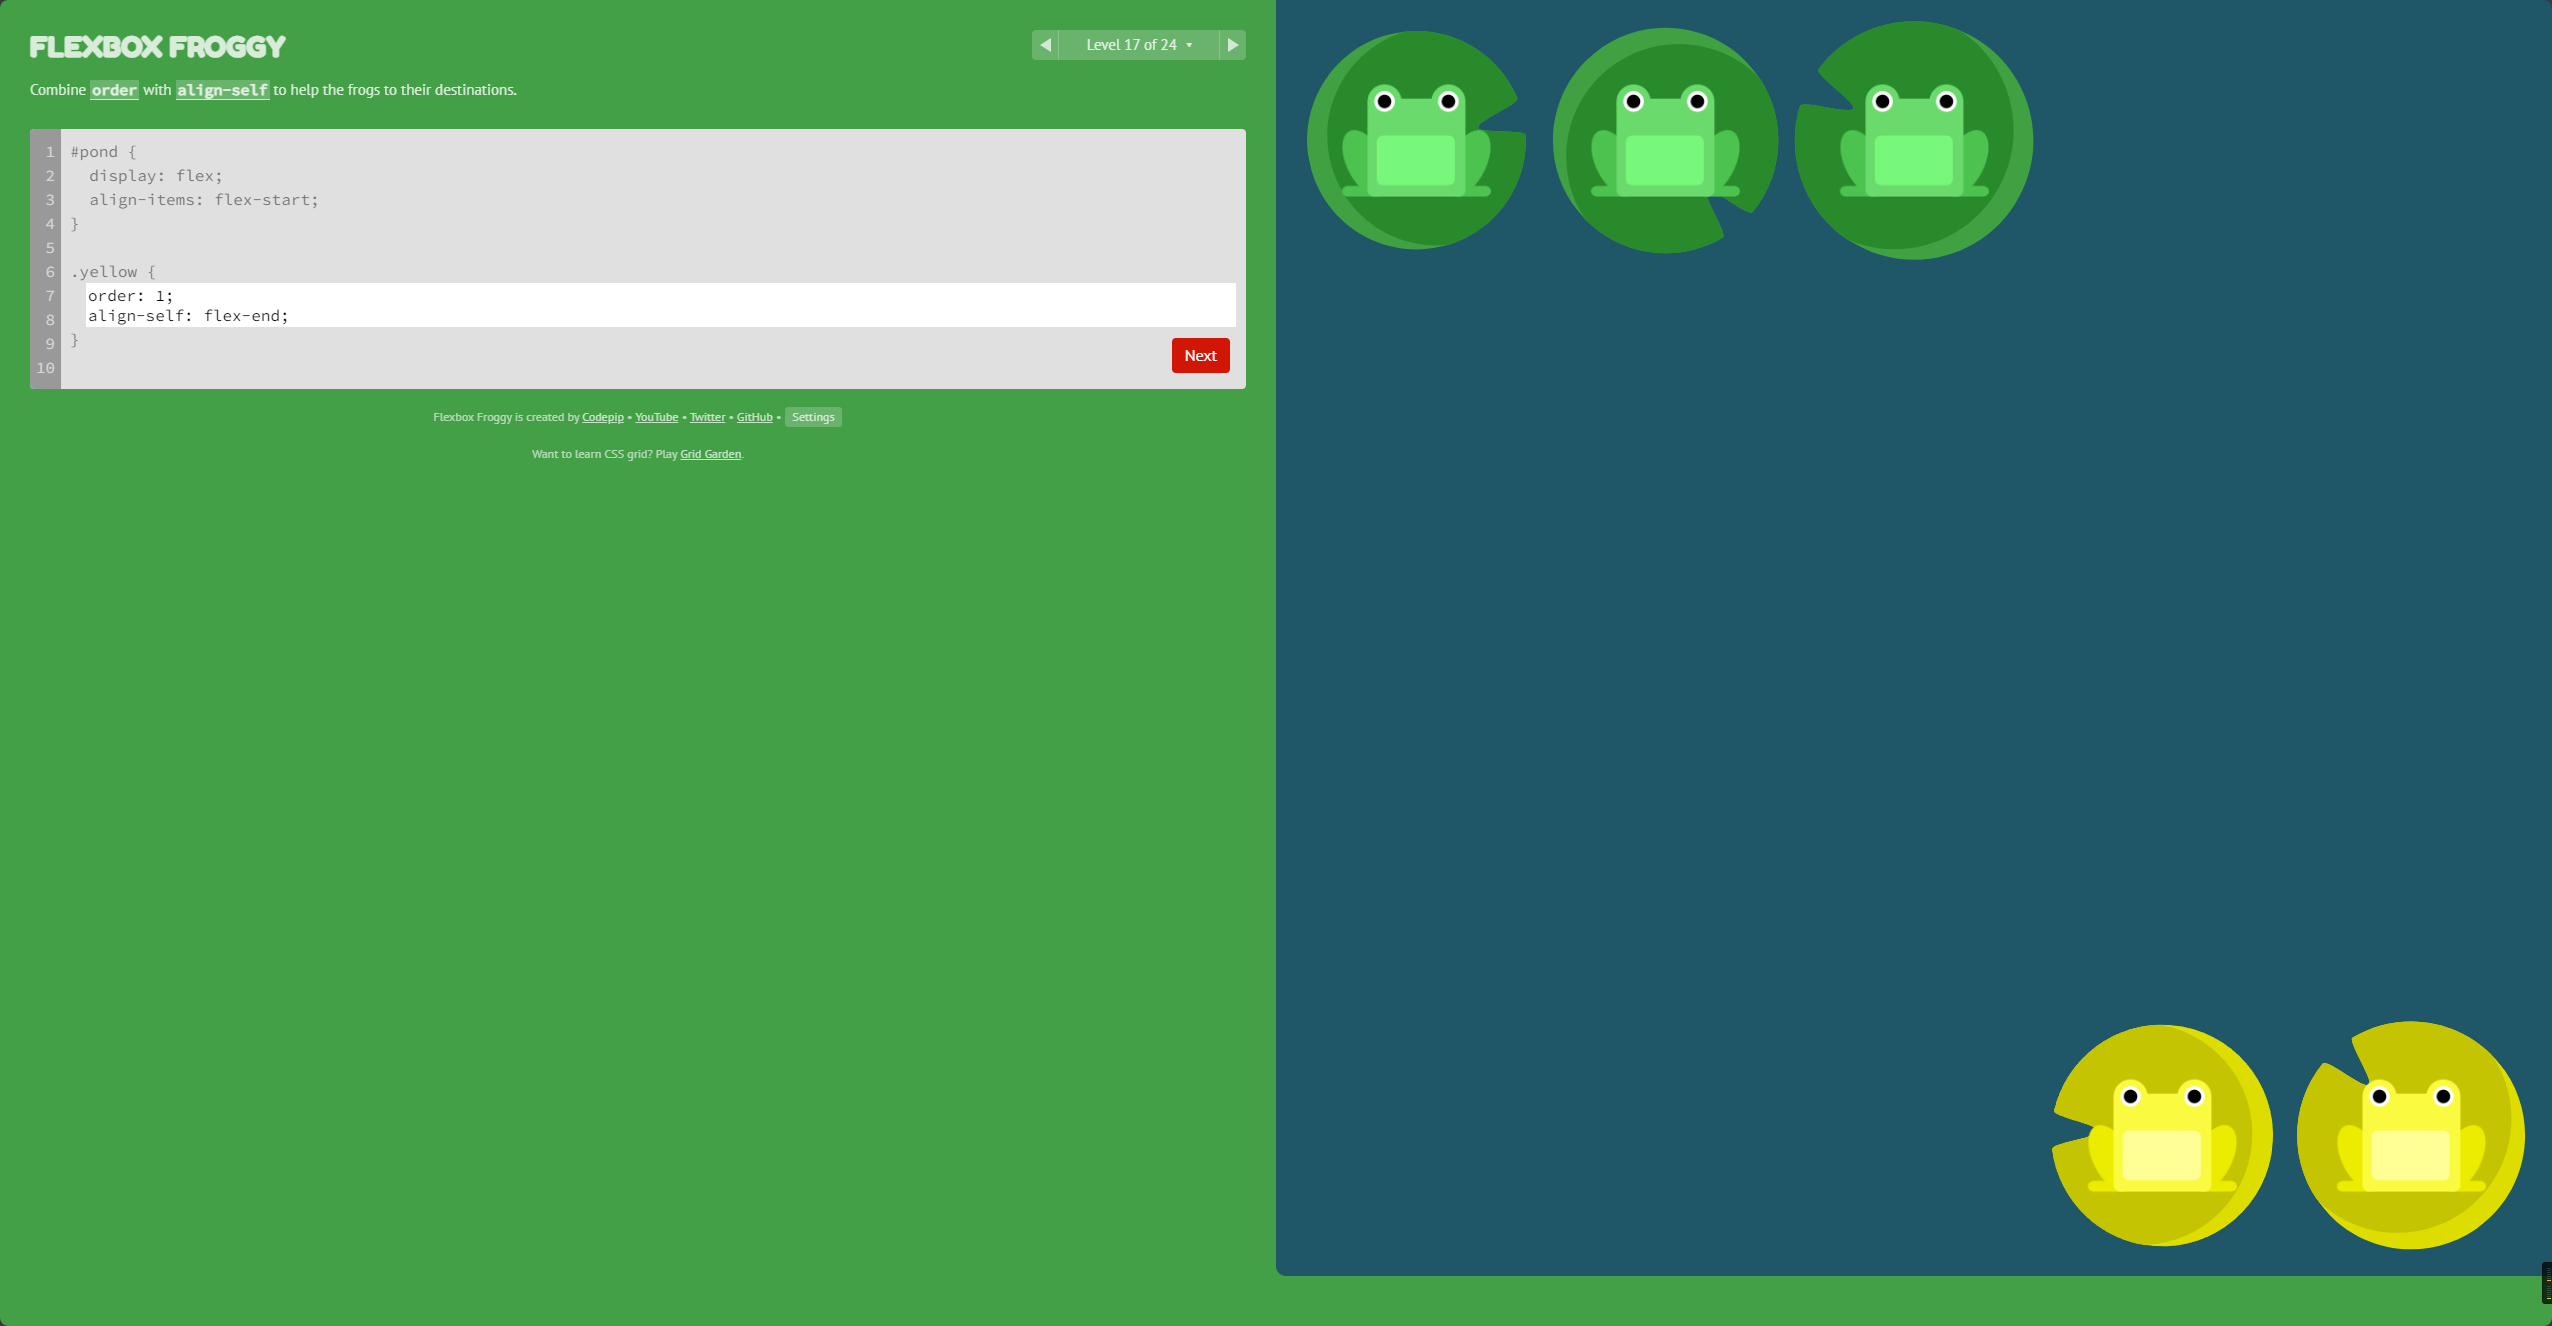 FLEXBOX FROGGY
Level 17 of 24
Combine order with align-self to help the frogs to their destinations.
1 #pond {
2 display: flex;
3 align-items: flex-start;
4 }
5
6 .yellow {
7 order: 1;
8 align-self: flex-end;
9 }
10
Next
Flexbox Froggy is created by Codepip • YouTube • Twitter • GitHub • Settings
Want to learn CSS grid? Play Grid Garden.